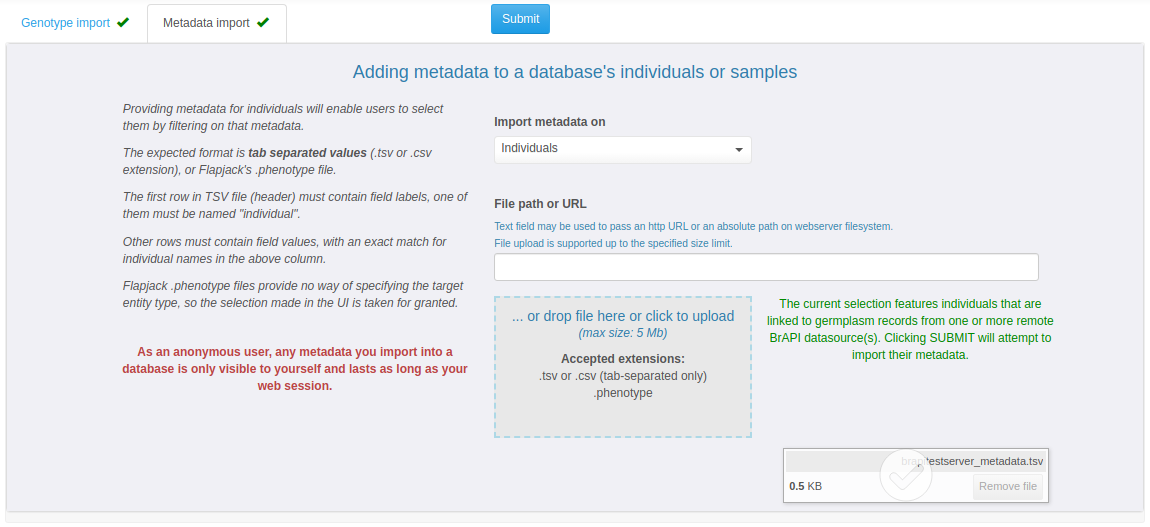 Genotype import
Metadata import
Submit
Adding metadata to a database's individuals or samples
Providing metadata for individuals will enable users to select
them by filtering on that metadata.
The expected format is tab separated values (.tsv or .csv
extension), or Flapjack's .phenotype file.
The first row in TSV file (header) must contain field labels, one of
them must be named "individual".
Other rows must contain field values, with an exact match for
individual names in the above column.
Flapjack .phenotype files provide no way of specifying the target
entity type, so the selection made in the UI is taken for granted.
As an anonymous user, any metadata you import into a
database is only visible to yourself and lasts as long as your
web session.
Import metadata on
Individuals
File path or URL
Text field may be used to pass an http URL or an absolute path on webserver filesystem.
File upload is supported up to the specified size limit.
... or drop file here or click to upload
(max size: 5 Mb)
Accepted extensions:
.tsv or .csv (tab-separated only)
.phenotype
The current selection features individuals that are
linked to germplasm records from one or more remote
BrAPI datasource(s). Clicking SUBMIT will attempt to
import their metadata.
brapitestserver_metadata.tsv
0.5 KB
Remove file